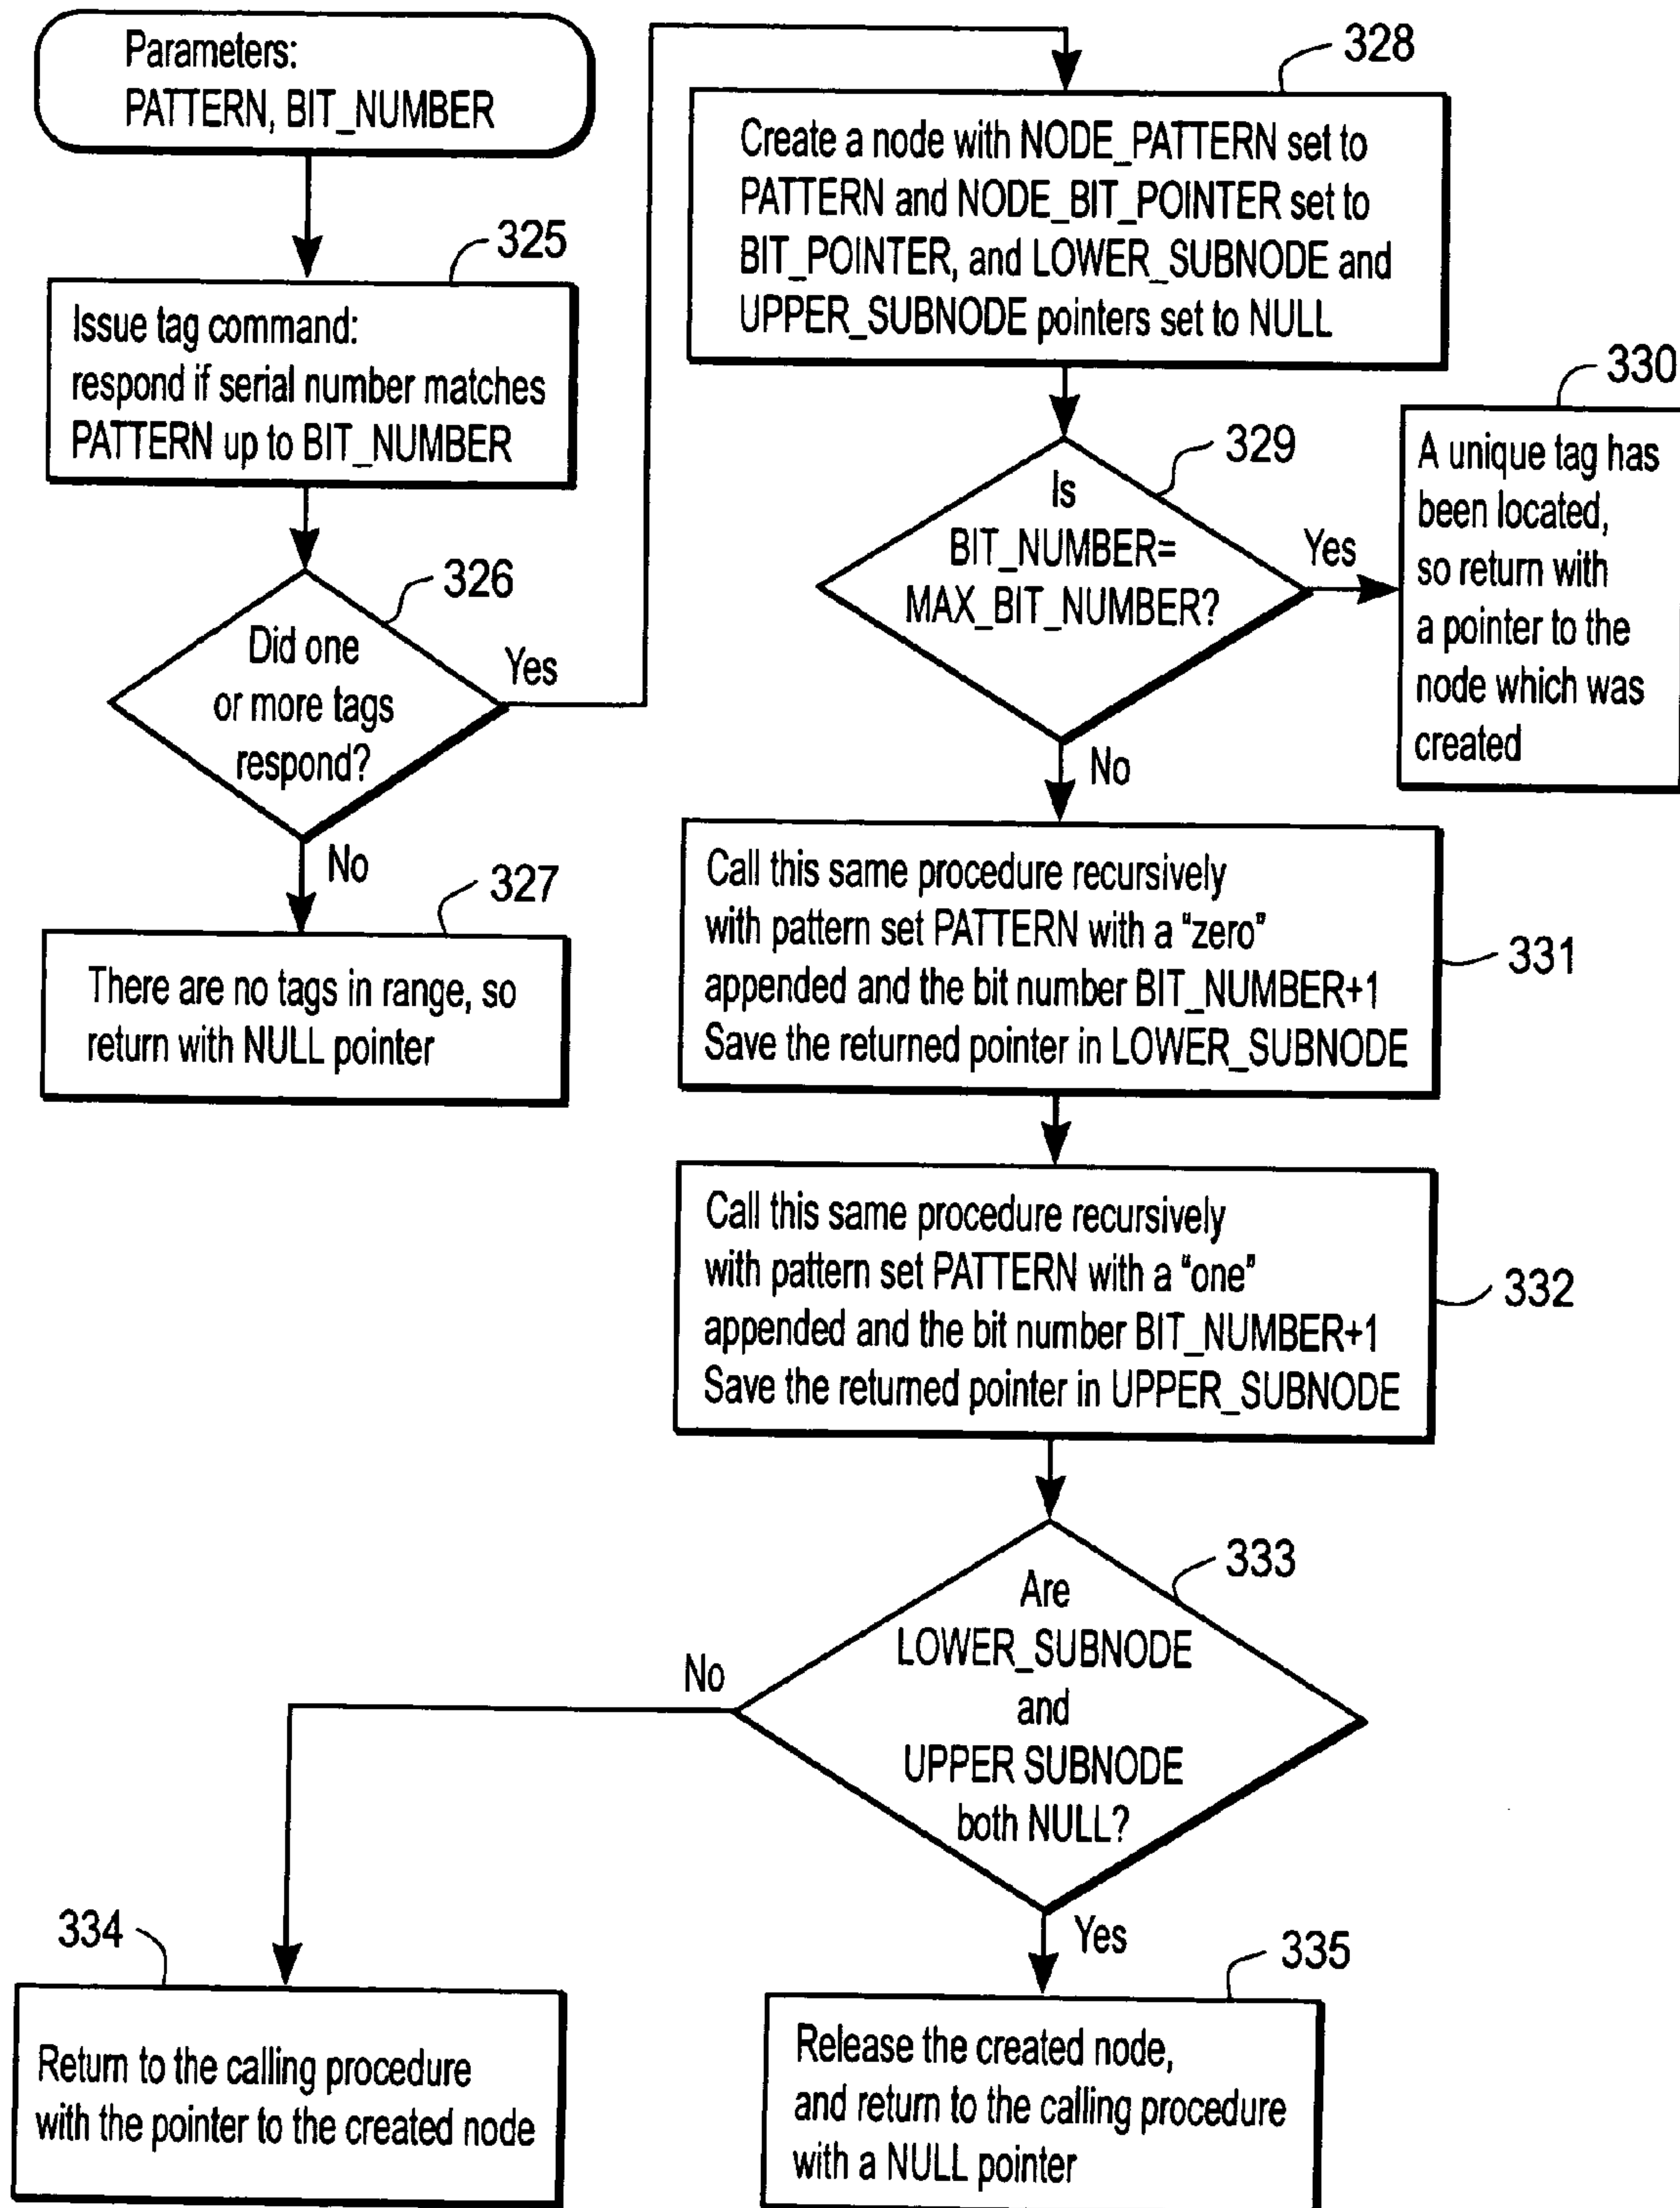 Parameters:
PATTERN, BIT_NUMBER
325
Issue tag command:
respond if serial number matches
PATTERN up to BIT_NUMBER
326
Did one
or more tags
respond?
Yes
No
327
There are no tags in range, so
return with NULL pointer
328
Create a node with NODE_PATTERN set to
PATTERN and NODE_BIT_POINTER set to
BIT_POINTER, and LOWER_SUBNODE and
UPPER_SUBNODE pointers set to NULL
329
Is
BIT_NUMBER=
MAX_BIT_NUMBER?
Yes
No
330
A unique tag has
been located,
so return with
a pointer to the
node which was
created
331
Call this same procedure recursively
with pattern set PATTERN with a "zero"
appended and the bit number BIT_NUMBER+1
Save the returned pointer in LOWER_SUBNODE
332
Call this same procedure recursively
with pattern set PATTERN with a "one"
appended and the bit number BIT_NUMBER+1
Save the returned pointer in UPPER_SUBNODE
333
Are
LOWER_SUBNODE
and
UPPER SUBNODE
both NULL?
No
Yes
334
Return to the calling procedure
with the pointer to the created node
335
Release the created node,
and return to the calling procedure
with a NULL pointer